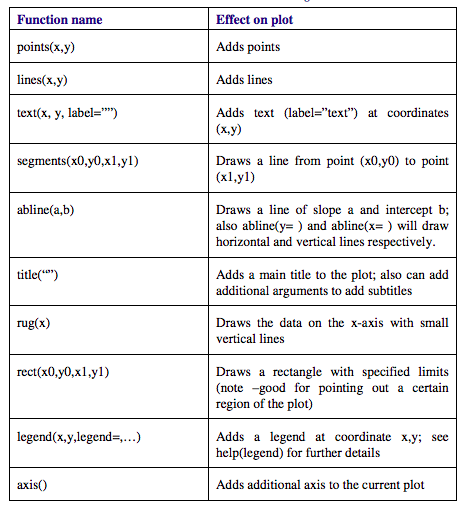 Function name
Effect on plot
points(x,y)
Adds points
lines(x,y)
Adds lines
text(x, y, label=””)
Adds text (label=”text”) at coordinates
(x,y)
segments(x0,y0,x1,y1)
Draws a line from point (x0,y0) to point
(x1,y1)
abline(a,b)
Draws a line of slope a and intercept b;
also abline(y= ) and abline(x= ) will draw
horizontal and vertical lines respectively.
title(“”)
Adds a main title to the plot; also can add
additional arguments to add subtitles
rug(x)
Draws the data on the x-axis with small
vertical lines
rect(x0,y0,x1,y1)
Draws a rectangle with specified limits
(note –good for pointing out a certain
region of the plot)
legend(x,y,legend=,…)
Adds a legend at coordinate x,y; see
help(legend) for further details
axis()
Adds additional axis to the current plot